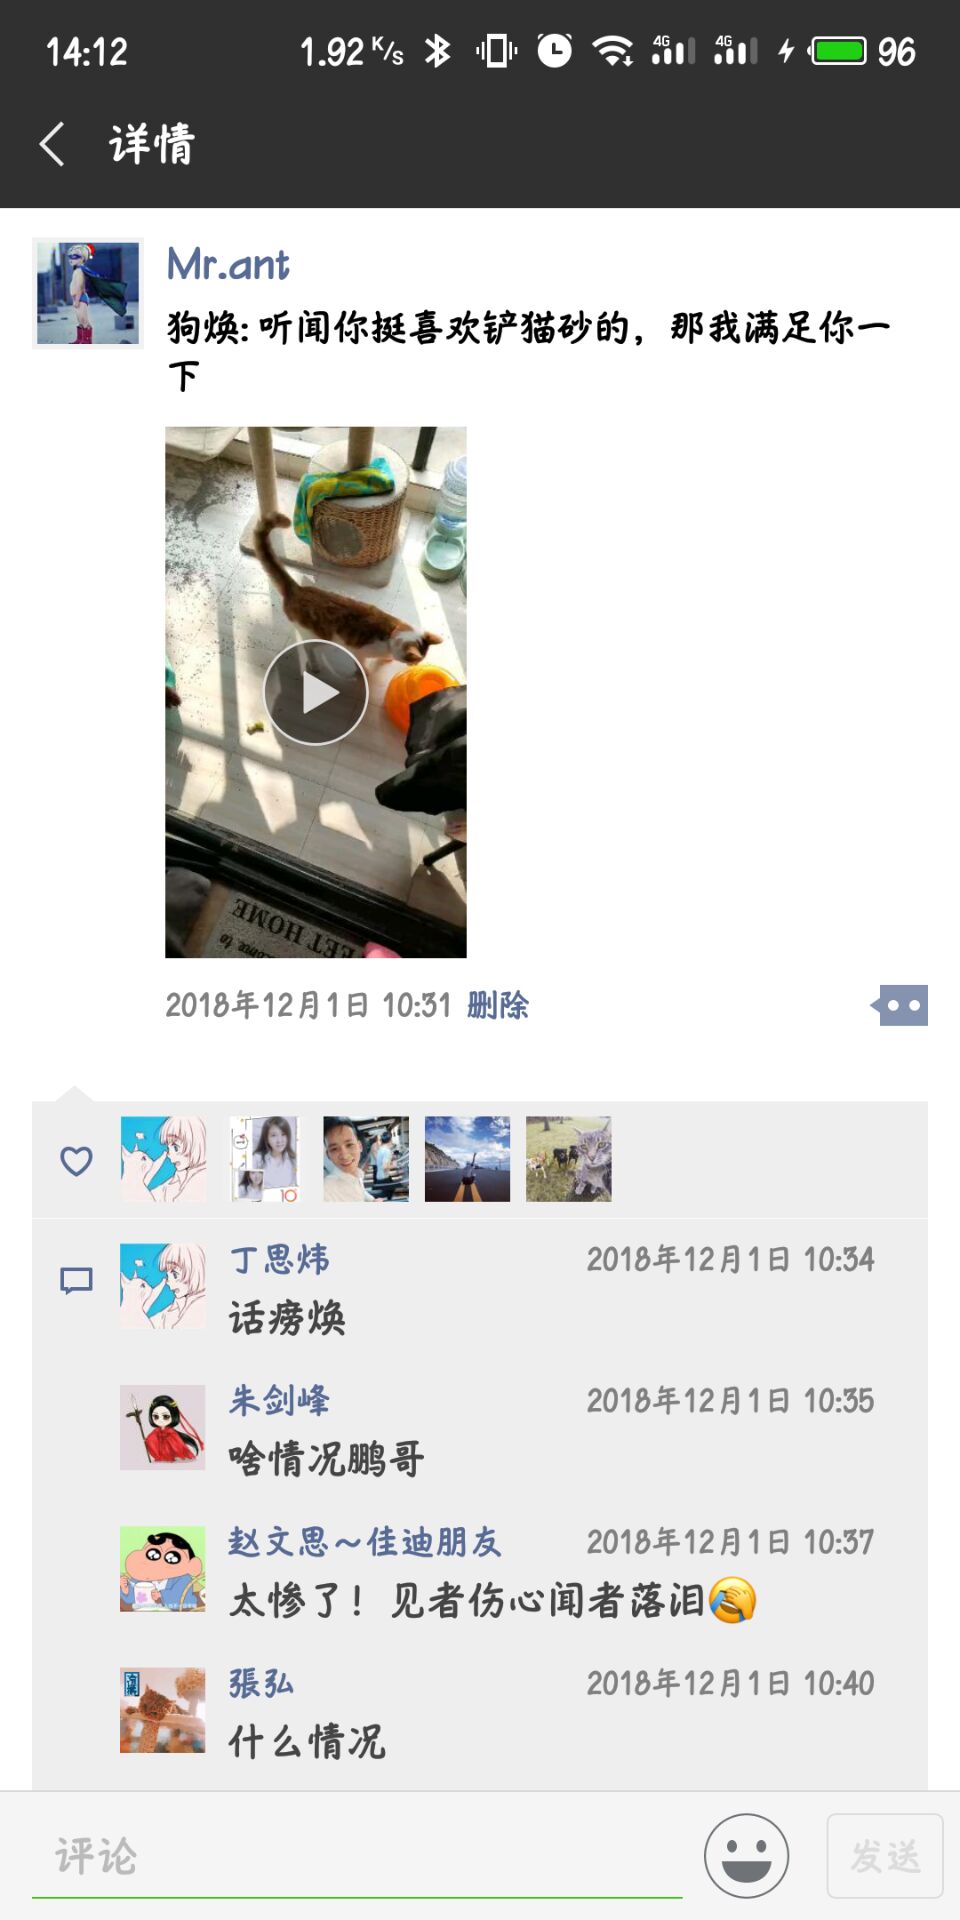 14:12
1.92 K/s 4G 4G 96
详情
Mr.ant
狗焕: 听闻你挺喜欢铲猫砂的，那我满足你一
下
2018年12月1日 10:31 删除
丁思炜 2018年12月1日 10:34
话痨焕
朱剑峰 2018年12月1日 10:35
啥情况鹏哥
赵文思～佳迪朋友 2018年12月1日 10:37
太惨了！见者伤心闻者落泪🤦
張弘 2018年12月1日 10:40
什么情况
评论 发送